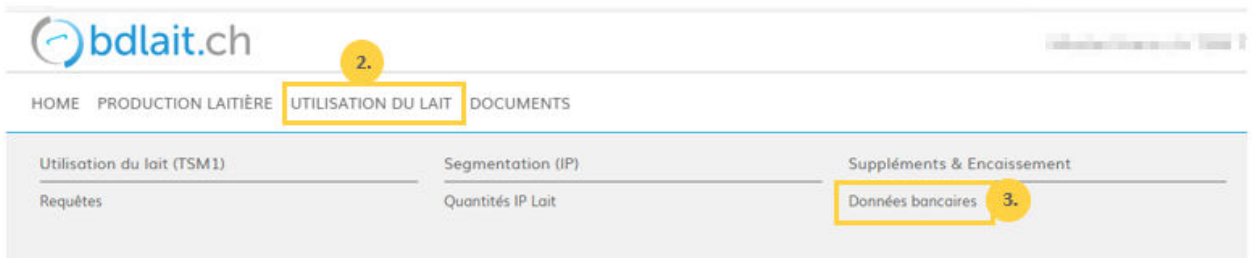 bdlait.ch
2.
HOME PRODUCTION LAITIÈRE UTILISATION DU LAIT DOCUMENTS
Utilisation du lait (TSM1) Segmentation (IP) Suppléments & Encaissement
Requêtes Quantités IP Lait Données bancaires 3.